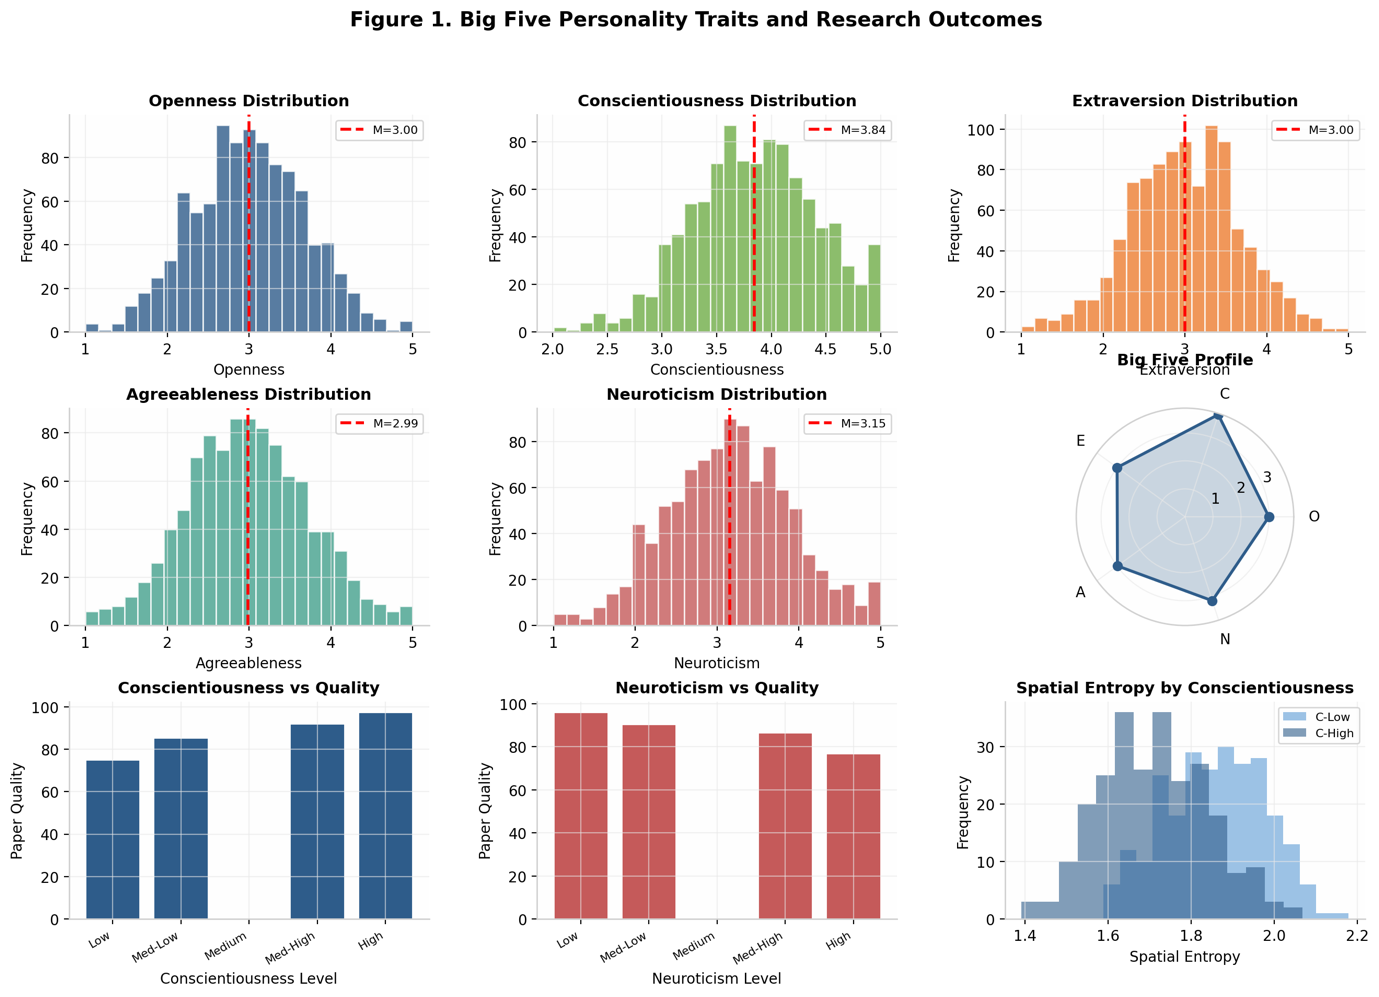 Figure 1. Big Five Personality Traits and Research Outcomes
Openness Distribution
M=3.00
Frequency
80
60
40
20
0
1 2 3 4 5
Openness
Conscientiousness Distribution
M=3.84
Frequency
80
60
40
20
0
2.0 2.5 3.0 3.5 4.0 4.5 5.0
Conscientiousness
Extraversion Distribution
M=3.00
Frequency
100
80
60
40
20
0
1 2 3 4 5
Extraversion
Agreeableness Distribution
M=2.99
Frequency
80
60
40
20
0
1 2 3 4 5
Agreeableness
Neuroticism Distribution
M=3.15
Frequency
80
60
40
20
0
1 2 3 4 5
Neuroticism
Big Five Profile
C
E
3
2
1
O
A
N
Conscientiousness vs Quality
Paper Quality
100
80
60
40
20
0
Low Med-Low Medium Med-High High
Conscientiousness Level
Neuroticism vs Quality
Paper Quality
100
80
60
40
20
0
Low Med-Low Medium Med-High High
Neuroticism Level
Spatial Entropy by Conscientiousness
C-Low
C-High
Frequency
30
20
10
0
1.4 1.6 1.8 2.0 2.2
Spatial Entropy